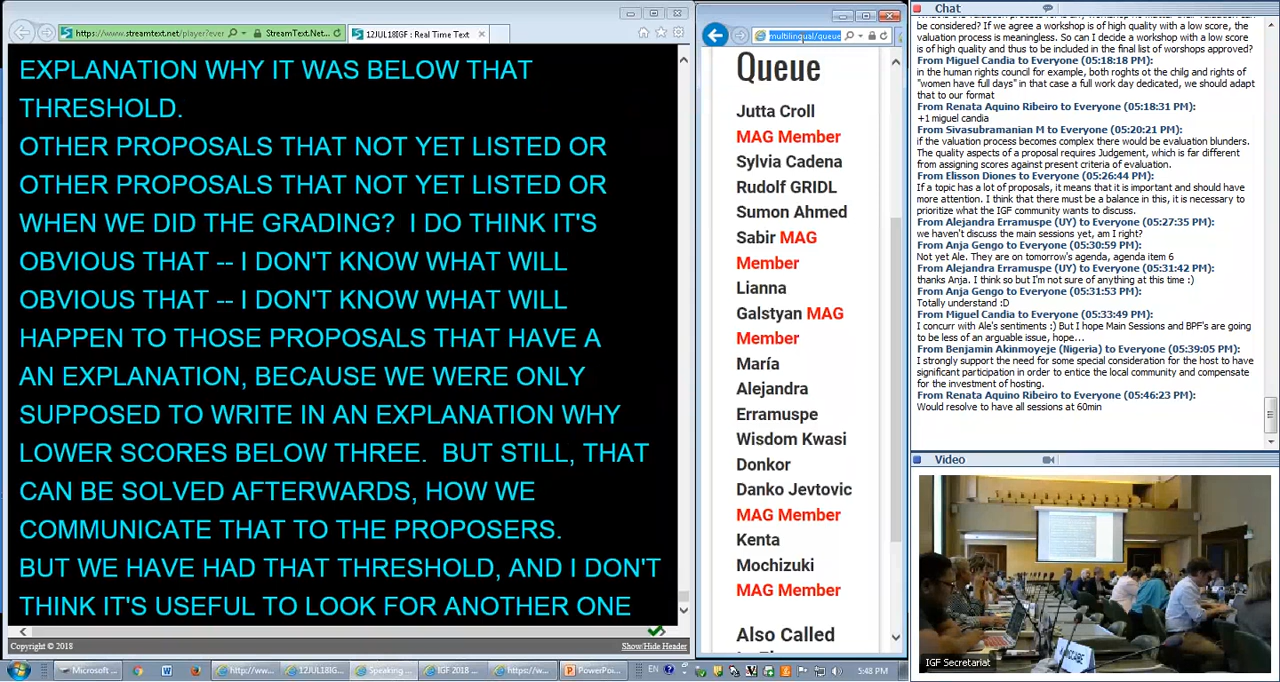 https://www.streamtext.net/player?ever
StreamText.Net...
12JUL18IGF : Real Time Text
EXPLANATION WHY IT WAS BELOW THAT
THRESHOLD.
OTHER PROPOSALS THAT NOT YET LISTED OR
OTHER PROPOSALS THAT NOT YET LISTED OR
WHEN WE DID THE GRADING?  I DO THINK IT'S
OBVIOUS THAT -- I DON'T KNOW WHAT WILL
OBVIOUS THAT -- I DON'T KNOW WHAT WILL
HAPPEN TO THOSE PROPOSALS THAT HAVE A
AN EXPLANATION, BECAUSE WE WERE ONLY
SUPPOSED TO WRITE IN AN EXPLANATION WHY
LOWER SCORES BELOW THREE.  BUT STILL, THAT
CAN BE SOLVED AFTERWARDS, HOW WE
COMMUNICATE THAT TO THE PROPOSERS.
BUT WE HAVE HAD THAT THRESHOLD, AND I DON'T
THINK IT'S USEFUL TO LOOK FOR ANOTHER ONE
Copyright © 2018
Show/Hide Header
multilingual/queue
Queue
Jutta Croll
MAG Member
Sylvia Cadena
Rudolf GRIDL
Sumon Ahmed
Sabir MAG
Member
Lianna
Galstyan MAG
Member
María
Alejandra
Erramuspe
Wisdom Kwasi
Donkor
Danko Jevtovic
MAG Member
Kenta
Mochizuki
MAG Member
Also Called
Chat
be considered? If we agree a workshop is of high quality with a low score, the
valuation process is meaningless. So can I decide a workshop with a low score
is of high quality and thus to be included in the final list of worshops approved?
From Miguel Candia to Everyone (05:18:18 PM):
in the human rights council for example, both roghts ot the chilg and rights of
"women have full days" in that case a full work day dedicated, we should adapt
that to our format
From Renata Aquino Ribeiro to Everyone (05:18:31 PM):
+1 miguel candia
From Sivasubramanian M to Everyone (05:20:21 PM):
if the valuation process becomes complex there would be evaluation blunders.
The quality aspects of a proposal requires Judgement, which is far different
from assigning scores against present criteria of evaluation.
From Elisson Diones to Everyone (05:26:44 PM):
If a topic has a lot of proposals, it means that it is important and should have
more attention. I think that there must be a balance in this, it is necessary to
prioritize what the IGF community wants to discuss.
From Alejandra Erramuspe (UY) to Everyone (05:27:35 PM):
we haven't discuss the main sessions yet, am I right?
From Anja Gengo to Everyone (05:30:59 PM):
Not yet Ale. They are on tomorrow's agenda, agenda item 6
From Alejandra Erramuspe (UY) to Everyone (05:31:42 PM):
thanks Anja. I think so but I'm not sure of anything at this time :)
From Anja Gengo to Everyone (05:31:53 PM):
Totally understand :D
From Miguel Candia to Everyone (05:33:49 PM):
I concurr with Ale's sentiments :) But I hope Main Sessions and BPF's are going
to be less of an arguable issue, hope...
From Benjamin Akinmoyeje (Nigeria) to Everyone (05:39:05 PM):
I strongly support the need for some special consideration for the host to have
significant participation in order to entice the local community and compensate
for the investment of hosting.
From Renata Aquino Ribeiro to Everyone (05:46:23 PM):
Would resolve to have all sessions at 60min
Video
IGF Secretariat
Microsoft ...
http://ww...
12JUL18IG...
Speaking ...
IGF 2018 ...
https://w...
PowerPoi...
EN
5:48 PM